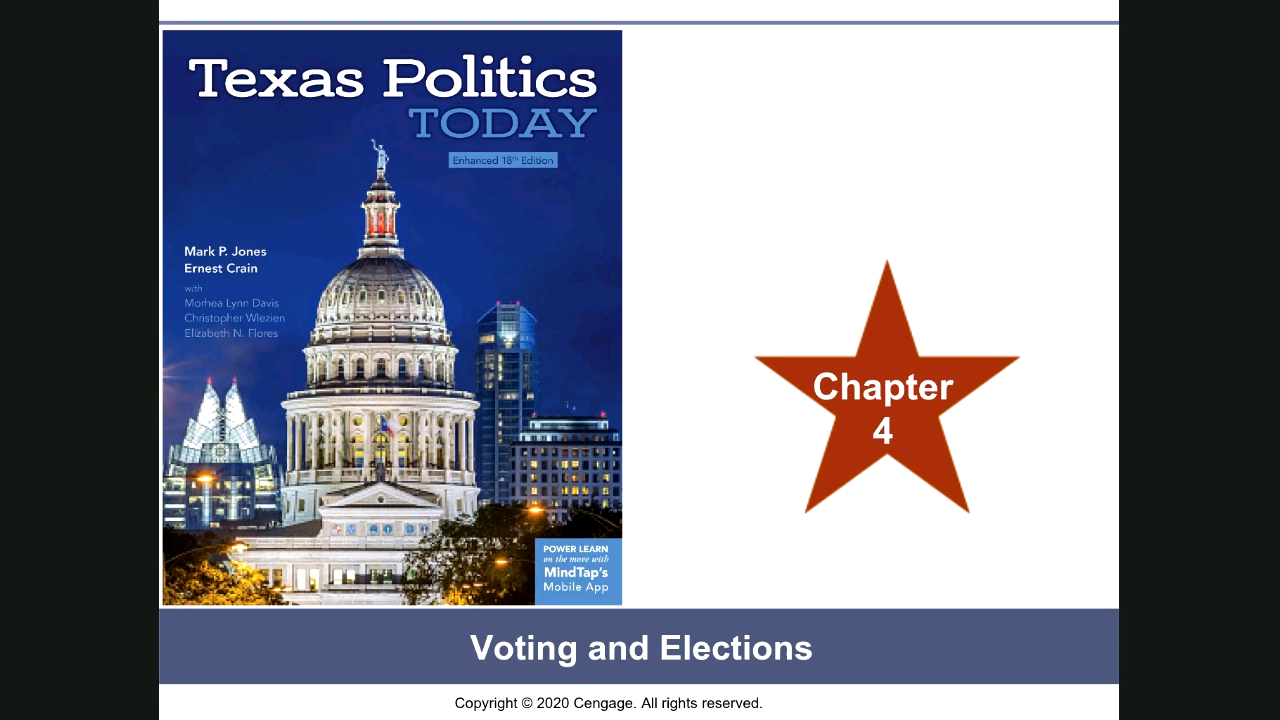 Texas Politics
TODAY
Enhanced 18th Edition
Mark P. Jones
Ernest Crain
with
Morhea Lynn Davis
Christopher Wlezien
Elizabeth N. Flores
POWER LEARN
on the move with
MindTap's
Mobile App
Chapter
4
Voting and Elections
Copyright © 2020 Cengage. All rights reserved.